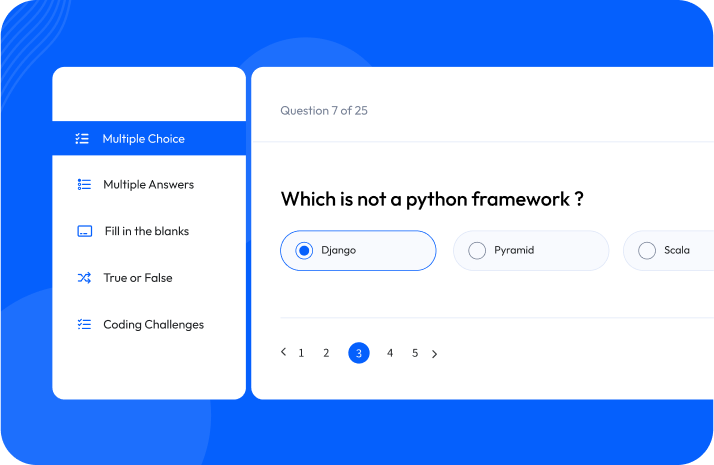 Multiple Choice
Multiple Answers
Fill in the blanks
True or False
Coding Challenges
Question 7 of 25
Which is not a python framework ?
Django Pyramid Scala
1 2 3 4 5